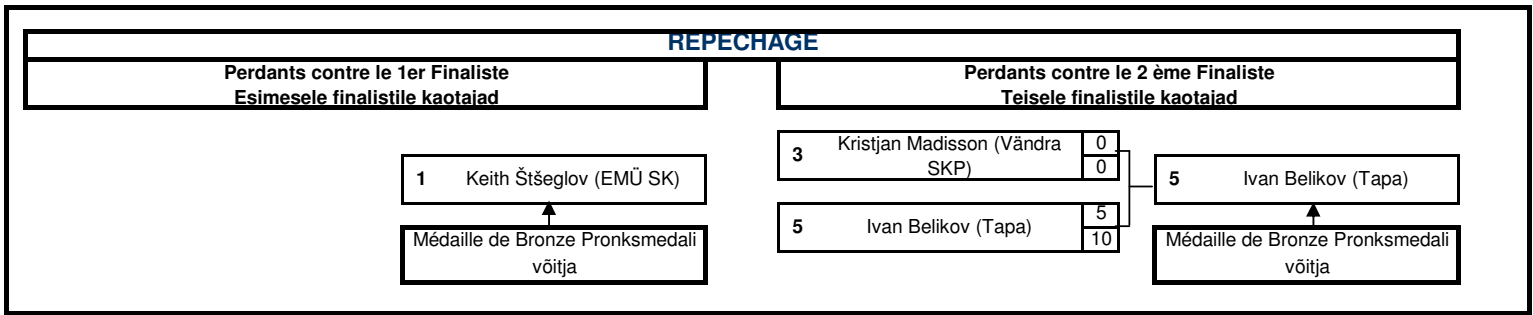 REPECHAGE
Perdants contre le 1er Finaliste
Esimesele finalistile kaotajad
Perdants contre le 2 ème Finaliste
Teisele finalistile kaotajad
1 Keith Štšeglov (EMÜ SK)
Médaille de Bronze Pronksmedali
võitja
3 Kristjan Madisson (Vändra
SKP)
0
0
5 Ivan Belikov (Tapa)
5
10
5 Ivan Belikov (Tapa)
Médaille de Bronze Pronksmedali
võitja